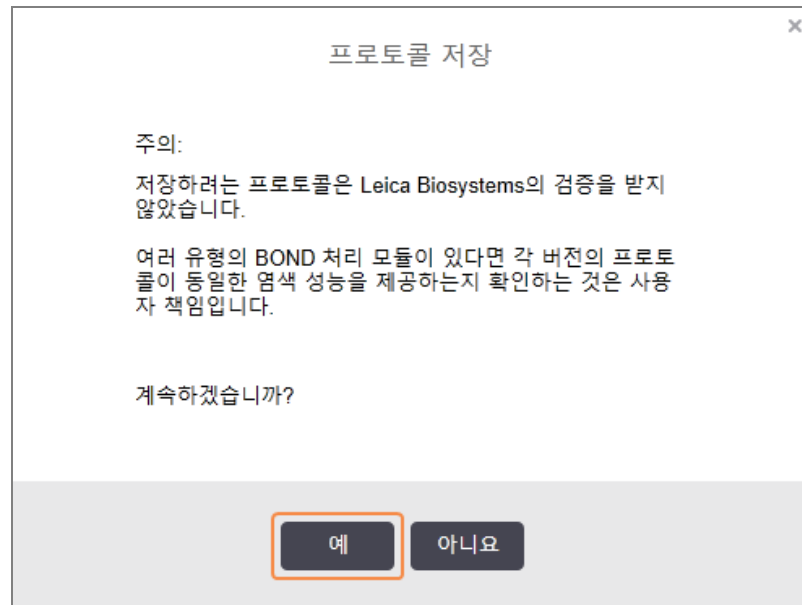 프로토콜 저장
주의:
저장하려는 프로토콜은 Leica Biosystems의 검증을 받지
않았습니다.
여러 유형의 BOND 처리 모듈이 있다면 각 버전의 프로토
콜이 동일한 염색 성능을 제공하는지 확인하는 것은 사용
자 책임입니다.
계속하겠습니까?
예
아니요